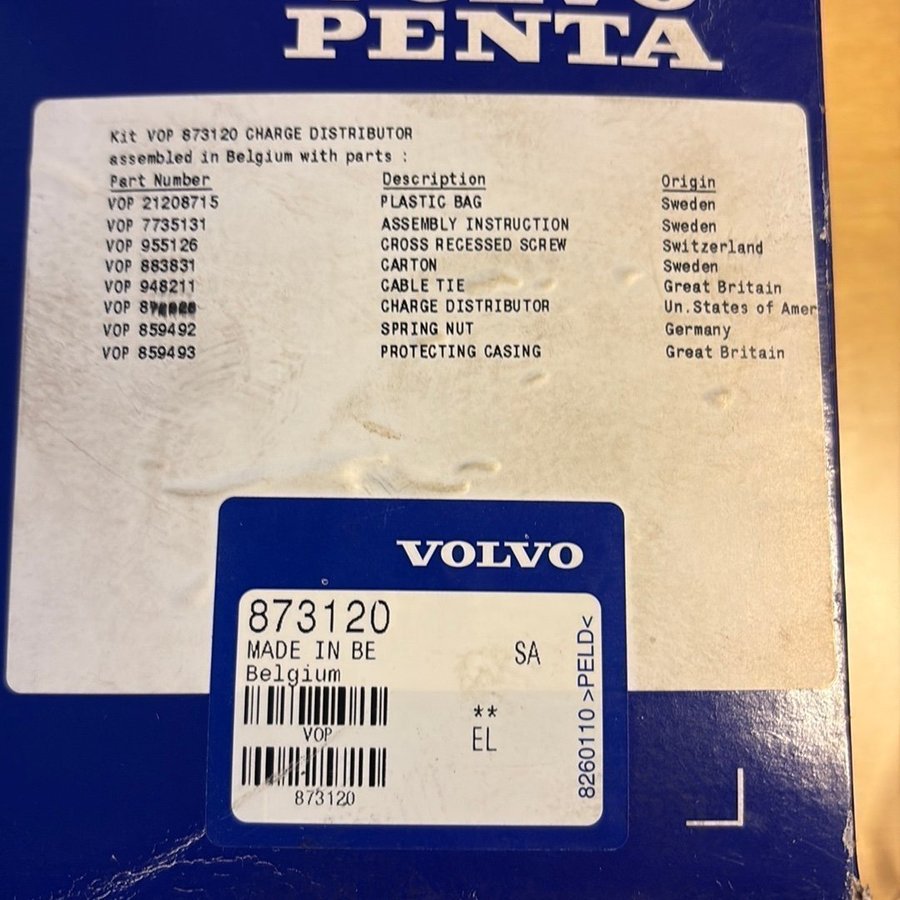 PENTA
Kit VOP 873120 CHARGE DISTRIBUTOR
assembled in Belgium with parts :
Part Number Description Origin
VOP 21208715 PLASTIC BAG Sweden
VOP 7735131 ASSEMBLY INSTRUCTION Sweden
VOP 955126 CROSS RECESSED SCREW Switzerland
VOP 883831 CARTON Sweden
VOP 948211 CABLE TIE Great Britain
VOP CHARGE DISTRIBUTOR Un.States of Amer
VOP 859492 SPRING NUT Germany
VOP 859493 PROTECTING CASING Great Britain
VOLVO
873120
MADE IN BE SA
Belgium
VOP
**
EL
873120
8260110 >PELD<